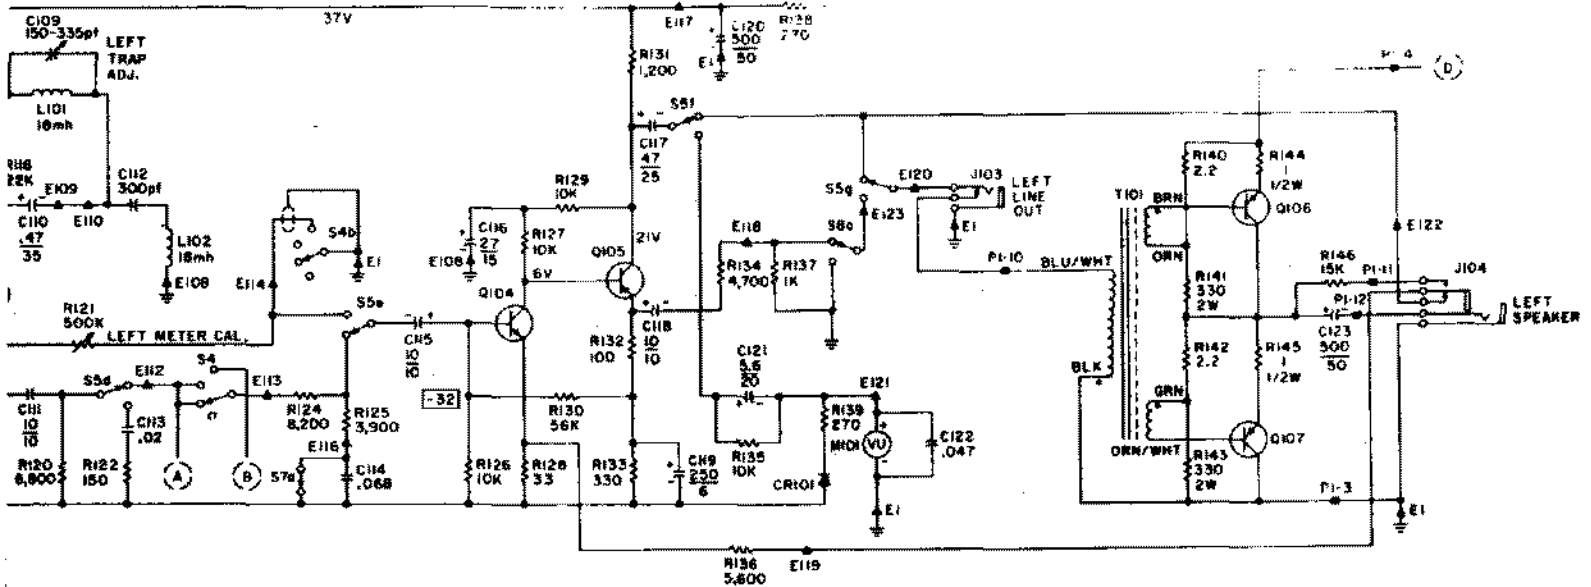 37V
C109
150-335pf
LEFT
TRAP
ADJ.
L101
18mh
R116
22K
C110
.47
35
E109
E110
C112
300pf
L102
18mh
E108
R121
500K
LEFT METER CAL.
E114
S4b
E1
S5e
C115
10
10
C111
10
10
R120
6,800
S5d
E112
C113
.02
R122
150
S4
A
B
E113
R124
8,200
R125
3,900
E116
S7a
C114
.068
-32
R126
10K
C116
27
15
E108
R127
10K
R129
10K
6V
Q104
R130
56K
R128
33
R131
1,200
21V
Q105
R132
100
R133
330
C119
250
6
E117
C120
500
50
E1
R138
270
C117
47
25
S5f
C118
10
10
E118
R134
4,700
R137
1K
S6c
S5g
E123
E120
J103
LEFT
LINE
OUT
E1
C121
5.6
20
R135
10K
R139
270
CR101
E121
M101
VU
C122
.047
E1
R136
5,600
E119
P1-10
BLU/WHT
BLK
T101
BRN
ORN
GRN
ORN/WHT
R140
2.2
R144
1
1/2W
Q106
R141
330
2W
R142
2.2
R145
1
1/2W
Q107
R143
330
2W
P1-3
P1-4
D
R146
15K
P1-11
P1-12
C123
500
50
E122
J104
LEFT
SPEAKER
E1